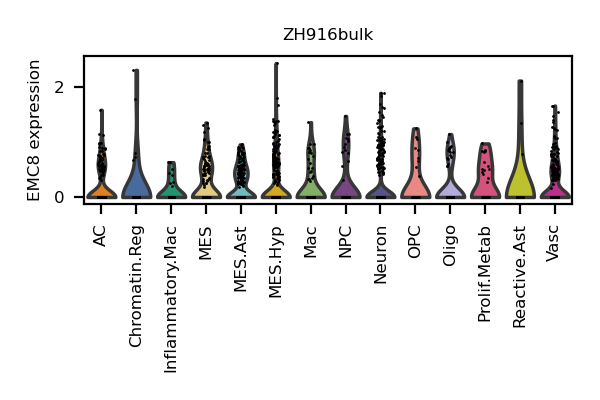 ZH916bulk
EMC8 expression
2
0
AC
Chromatin.Reg
Inflammatory.Mac
MES
MES.Ast
MES.Hyp
Mac
NPC
Neuron
OPC
Oligo
Prolif.Metab
Reactive.Ast
Vasc